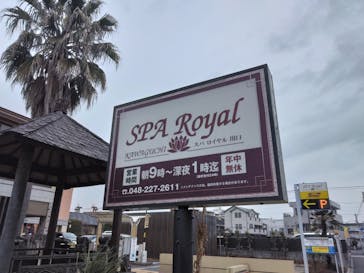 SPA Royal
KAWAGUCHI
スパ ロイヤル 川口
営業時間
朝9時～深夜1時迄
年中無休
048-227-2611
P